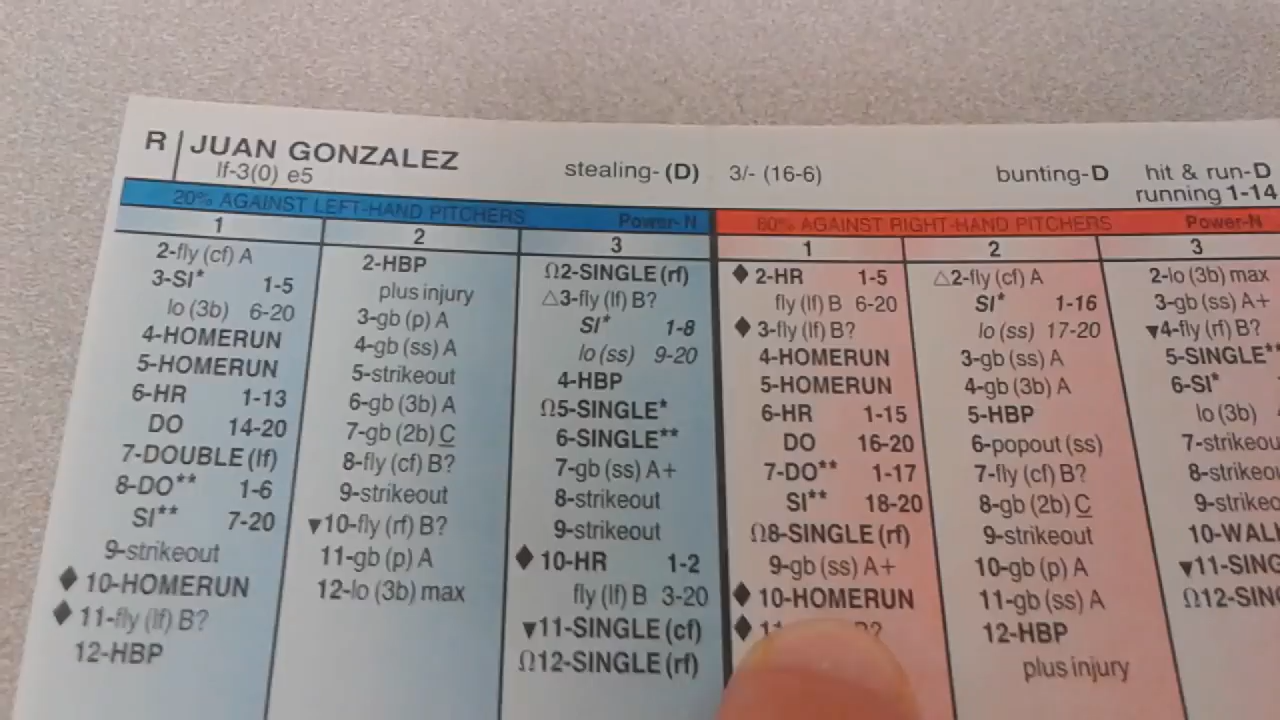 R | JUAN GONZALEZ
lf-3(0) e5
stealing- (D) 3/- (16-6)
bunting-D
hit & run-D
running 1-14
20% AGAINST LEFT-HAND PITCHERS Power-N
1
2-fly (cf) A
3-SI* 1-5
lo (3b) 6-20
4-HOMERUN
5-HOMERUN
6-HR 1-13
DO 14-20
7-DOUBLE (lf)
8-DO** 1-6
SI** 7-20
9-strikeout
♦ 10-HOMERUN
♦ 11-fly (lf) B?
12-HBP
2
2-HBP
plus injury
3-gb (p) A
4-gb (ss) A
5-strikeout
6-gb (3b) A
7-gb (2b) C
8-fly (cf) B?
9-strikeout
▼10-fly (rf) B?
11-gb (p) A
12-lo (3b) max
3
Ω2-SINGLE (rf)
△3-fly (lf) B?
SI* 1-8
lo (ss) 9-20
4-HBP
Ω5-SINGLE*
6-SINGLE**
7-gb (ss) A+
8-strikeout
9-strikeout
♦ 10-HR 1-2
fly (lf) B 3-20
▼11-SINGLE (cf)
Ω12-SINGLE (rf)
80% AGAINST RIGHT-HAND PITCHERS Power-N
1
♦ 2-HR 1-5
fly (lf) B 6-20
♦ 3-fly (lf) B?
4-HOMERUN
5-HOMERUN
6-HR 1-15
DO 16-20
7-DO** 1-17
SI** 18-20
Ω8-SINGLE (rf)
9-gb (ss) A+
♦ 10-HOMERUN
♦
2
△2-fly (cf) A
SI* 1-16
lo (ss) 17-20
3-gb (ss) A
4-gb (3b) A
5-HBP
6-popout (ss)
7-fly (cf) B?
8-gb (2b) C
9-strikeout
10-gb (p) A
11-gb (ss) A
12-HBP
plus injury
3
2-lo (3b) max
3-gb (ss) A+
▼4-fly (rf) B?
5-SINGLE**
6-SI*
lo (3b)
7-strikeou
8-strikeou
9-strikeo
10-WAL
▼11-SING
Ω12-SIN